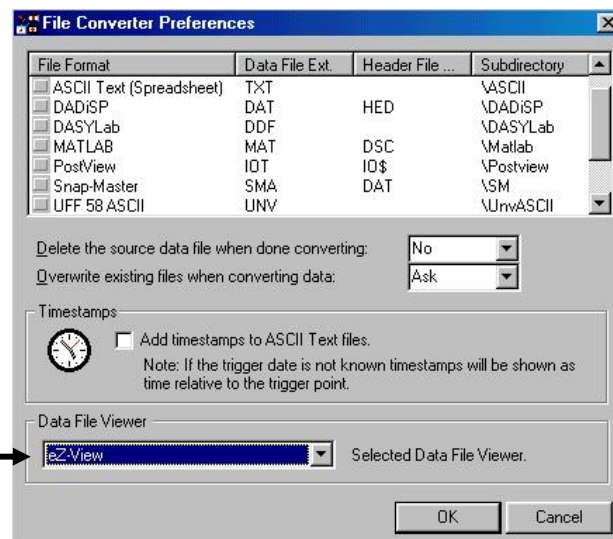 File Converter Preferences
File Format Data File Ext. Header File ... Subdirectory
ASCII Text (Spreadsheet) TXT \ASCII
DADiSP DAT HED \DADiSP
DASYLab DDF \DASYLab
MATLAB MAT DSC \Matlab
PostView IOT IO$ \Postview
Snap-Master SMA DAT \SM
UFF 58 ASCII UNV \UnvASCII
Delete the source data file when done converting: No
Overwrite existing files when converting data: Ask
Timestamps
Add timestamps to ASCII Text files.
Note: If the trigger date is not known timestamps will be shown as
time relative to the trigger point.
Data File Viewer
eZ-View Selected Data File Viewer.
OK Cancel